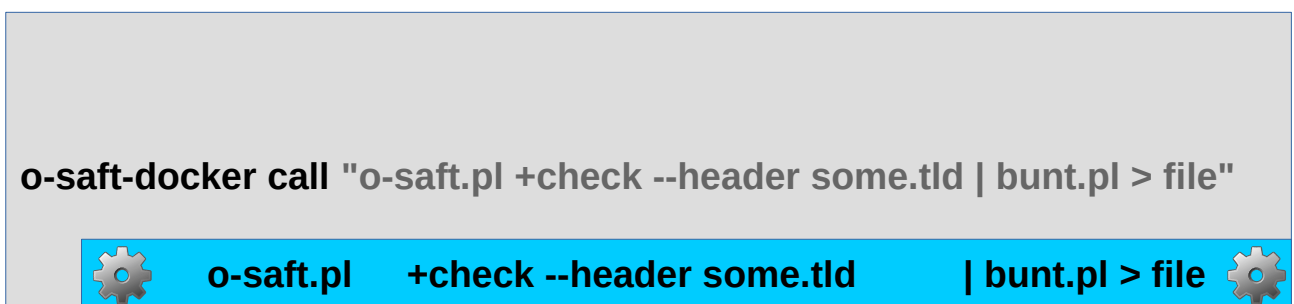 o-saft-docker call "o-saft.pl +check --header some.tld | bunt.pl > file"
o-saft.pl +check --header some.tld | bunt.pl > file